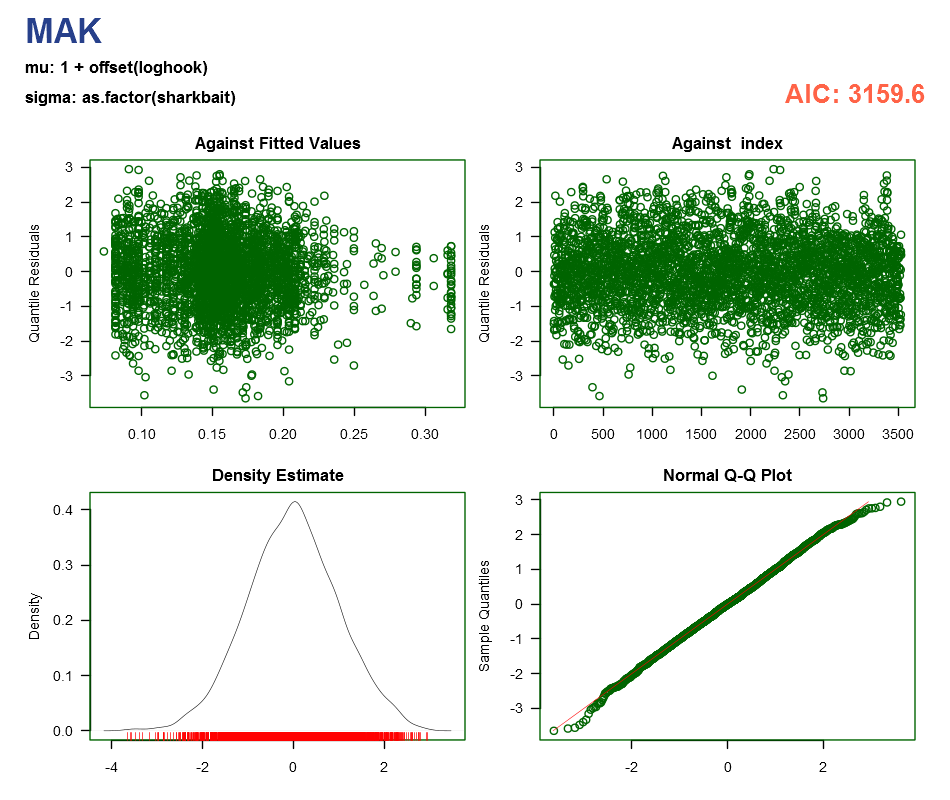 MAK
mu: 1 + offset(loghook)
sigma: as.factor(sharkbait)
AIC: 3159.6
Against Fitted Values
Quantile Residuals
3
2
1
0
-1
-2
-3
0.10 0.15 0.20 0.25 0.30
Against index
Quantile Residuals
3
2
1
0
-1
-2
-3
0 500 1000 1500 2000 2500 3000 3500
Density Estimate
Density
0.4
0.3
0.2
0.1
0.0
-4 -2 0 2
Normal Q-Q Plot
Sample Quantiles
3
2
1
0
-1
-2
-3
-2 0 2